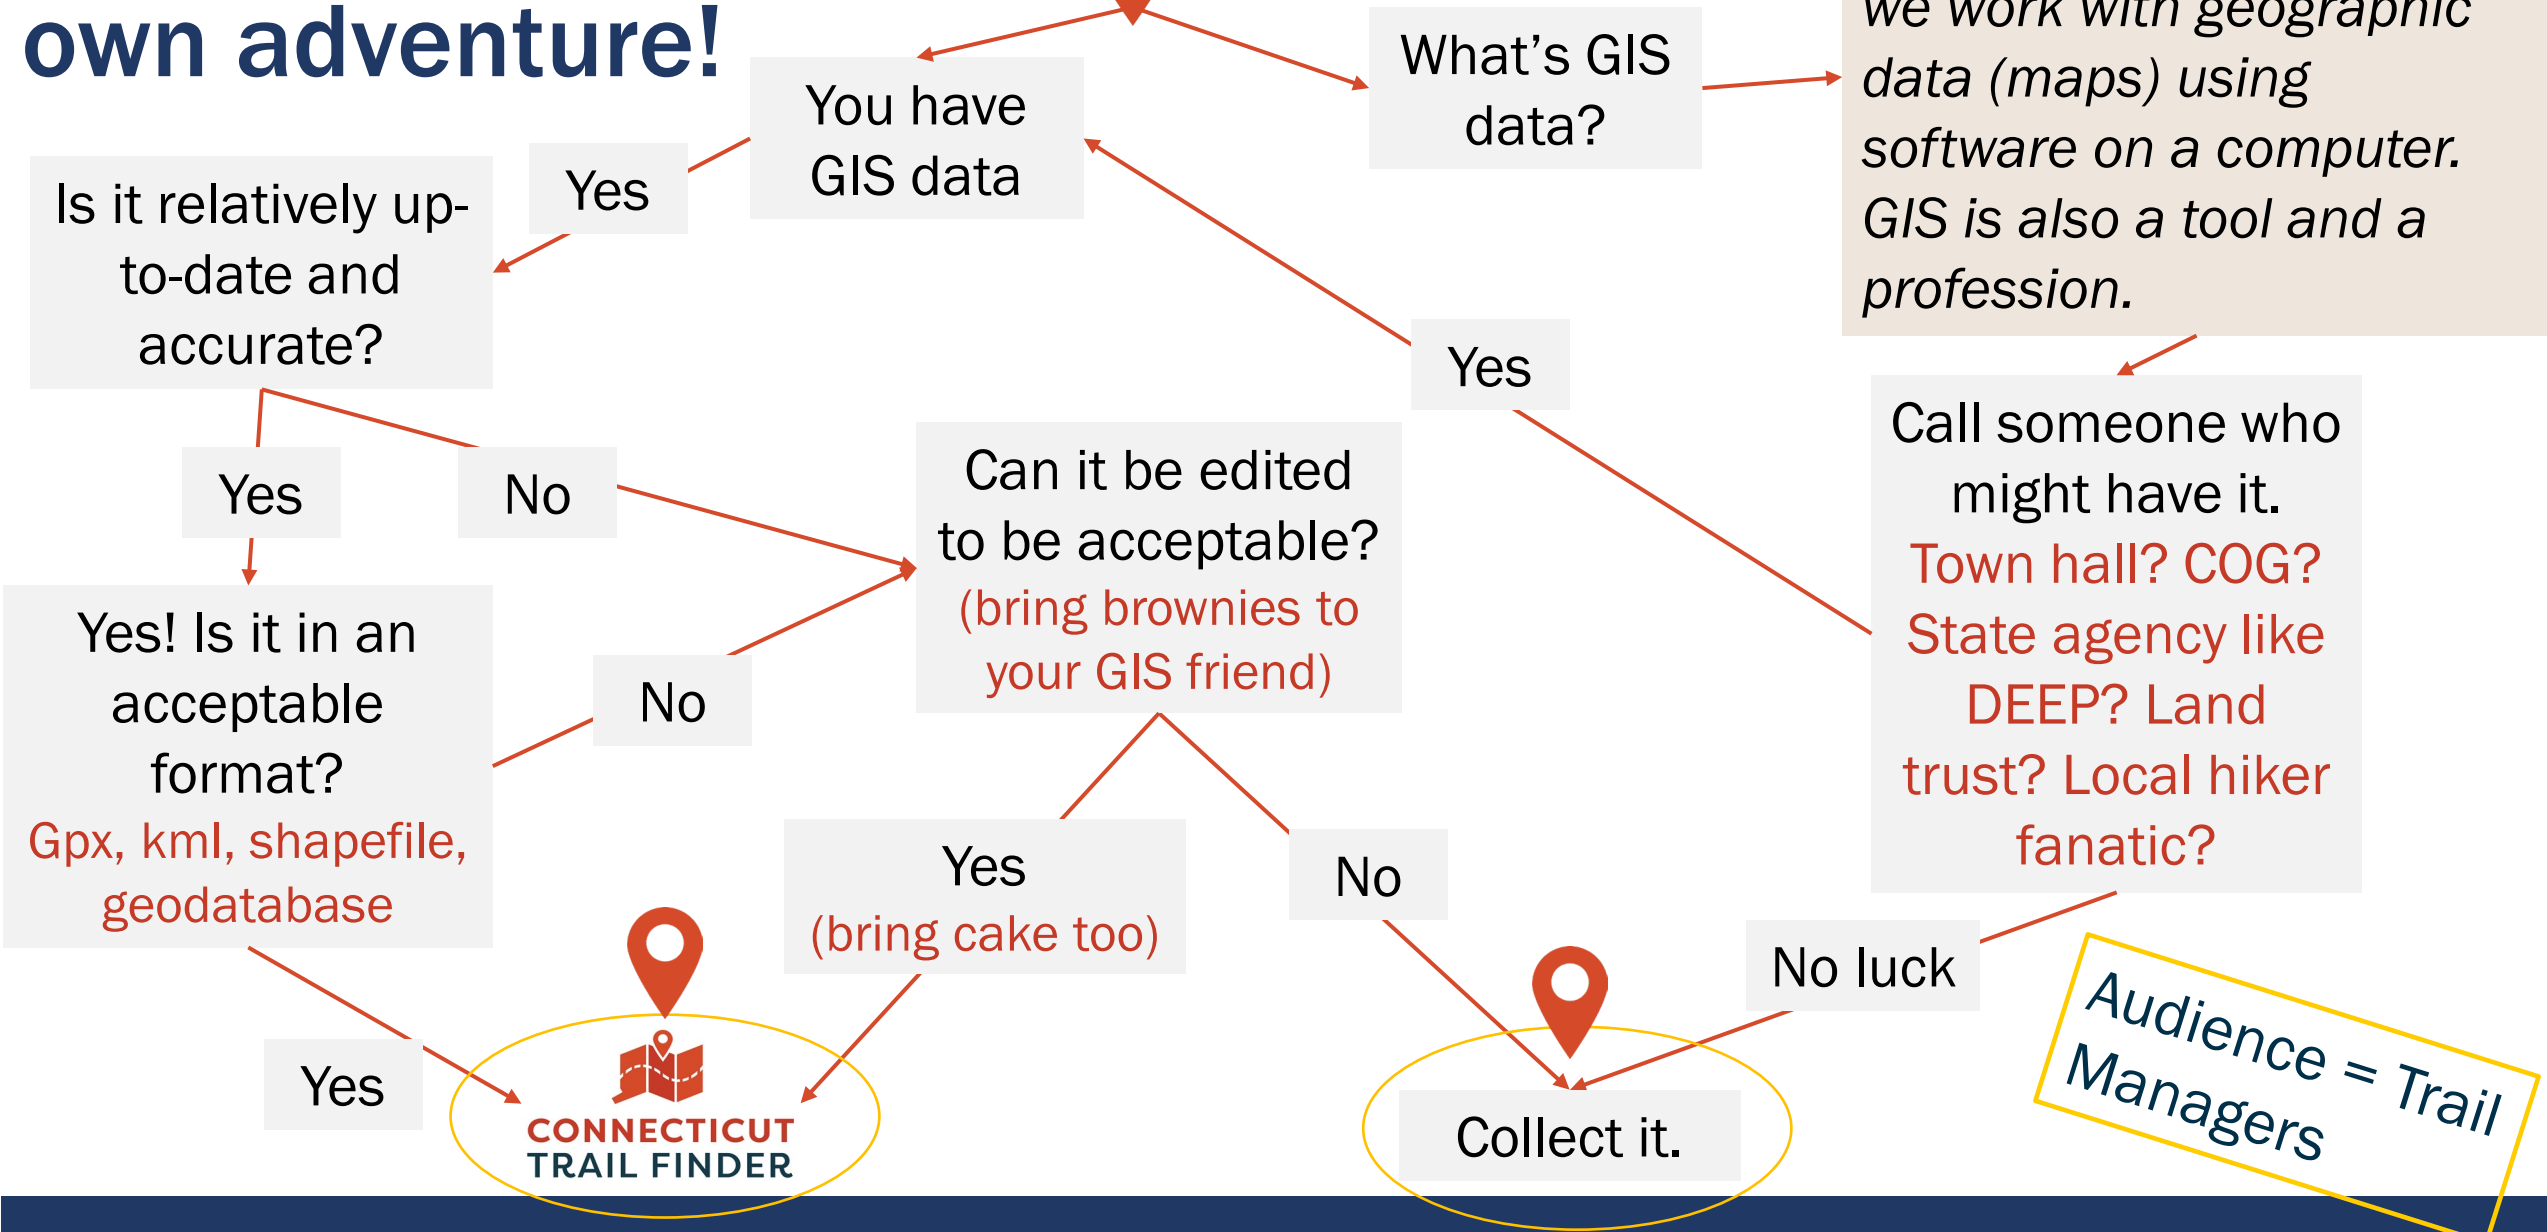 own adventure!
You have
GIS data
What's GIS
data?
we work with geographic
data (maps) using
software on a computer.
GIS is also a tool and a
profession.
Yes
Is it relatively up-
to-date and
accurate?
Yes
No
Yes
Can it be edited
to be acceptable?
(bring brownies to
your GIS friend)
Call someone who
might have it.
Town hall? COG?
State agency like
DEEP? Land
trust? Local hiker
fanatic?
Yes! Is it in an
acceptable
format?
Gpx, kml, shapefile,
geodatabase
No
Yes
(bring cake too)
No
No luck
Yes
CONNECTICUT
TRAIL FINDER
Collect it.
Audience = Trail
Managers